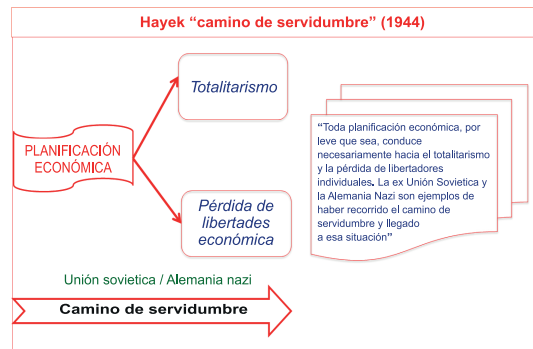 Hayek “camino de servidumbre” (1944)
Totalitarismo
PLANIFICACIÓN
ECONÓMICA
Pérdida de
libertades
económica
“Toda planificación económica, por
leve que sea, conduce
necesariamente hacia el totalitarismo
y la pérdida de libertadores
individuales. La ex Unión Sovietica y
la Alemania Nazi son ejemplos de
haber recorrido el camino de
servidumbre y llegado
a esa situación”
Unión sovietica / Alemania nazi
Camino de servidumbre